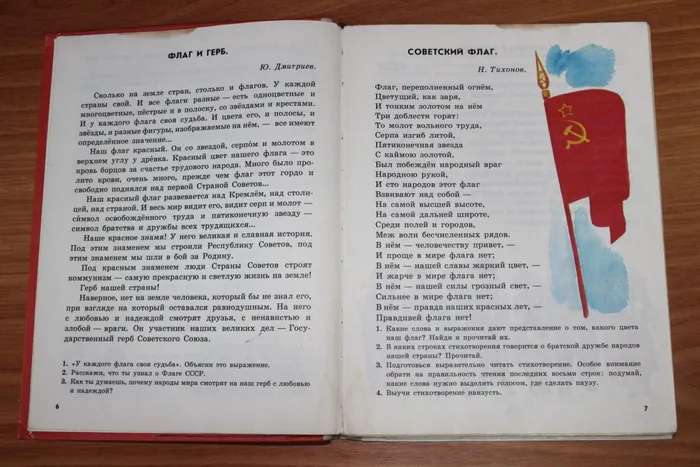 ФЛАГ И ГЕРБ.
Ю. Дмитриев.
Сколько на земле стран, столько и флагов. У каждой
страны свой. И все флаги разные — есть одноцветные и
многоцветные, пёстрые и в полоску, со звёздами и крестами.
И у каждого флага своя судьба. И цвета его, и полосы, и
звёзды, и разные фигуры, изображаемые на нём,— все имеют
определённое значение...
Наш флаг красный. Он со звездой, серпом и молотом в
верхнем углу у древка. Красный цвет нашего флага — это
кровь борцов за счастье трудового народа. Много было про-
лито крови, очень много, прежде чем флаг этот гордо и
свободно поднялся над первой Страной Советов...
Наш красный флаг развевается над Кремлём, над столи-
цей, над страной. И весь мир видит его, видит серп и молот —
символ освобождённого труда и пятиконечную звезду —
символ братства и дружбы всех трудящихся...
Наше красное знамя! У него великая и славная история.
Под этим знаменем мы строили Республику Советов, под
этим знаменем мы шли в бой за Родину.
Под красным знаменем люди Страны Советов строят
коммунизм — самую прекрасную и светлую жизнь на земле!
Герб нашей страны!
Наверное, нет на земле человека, который бы не знал его,
при взгляде на который оставался равнодушным. На него
с любовью и надеждой смотрят друзья, с ненавистью и
злобой — враги. Он участник наших великих дел — Госу-
дарственный герб Советского Союза.
1. «У каждого флага своя судьба». Объясни это выражение.
2. Расскажи, что ты узнал о Флаге СССР.
3. Как ты думаешь, почему народы мира смотрят на наш герб с любовью
и надеждой?
6
СОВЕТСКИЙ ФЛАГ.
Н. Тихонов.
Флаг, переполненный огнём,
Цветущий, как заря,
И тонким золотом на нём
Три доблести горят:
То молот вольного труда,
Серпа изгиб литой,
Пятиконечная звезда
С каймою золотой.
Был побеждён народный враг
Народною рукой,
И сто народов этот флаг
Взвивают над собой —
На самой высшей высоте,
На самой дальней широте,
Среди полей и городов,
Меж волн бесчисленных рядов.
В нём — человечеству привет,—
И проще в мире флага нет;
В нём — нашей славы жаркий цвет,—
И жарче в мире флага нет;
В нём — нашей силы грозный свет,—
Сильнее в мире флага нет;
В нём — правда наших красных лет,—
Правдивей флага нет!
1. Какие слова и выражения дают представление о том, какого цвета
наш флаг? Найди и прочитай их.
2. В каких строках стихотворения говорится о братской дружбе народов
нашей страны? Прочитай.
3. Подготовься выразительно читать стихотворение. Особое внимание
обрати на правильность чтения последних восьми строк: подумай,
какие слова нужно выделить голосом, где сделать паузу.
4. Выучи стихотворение наизусть.
7